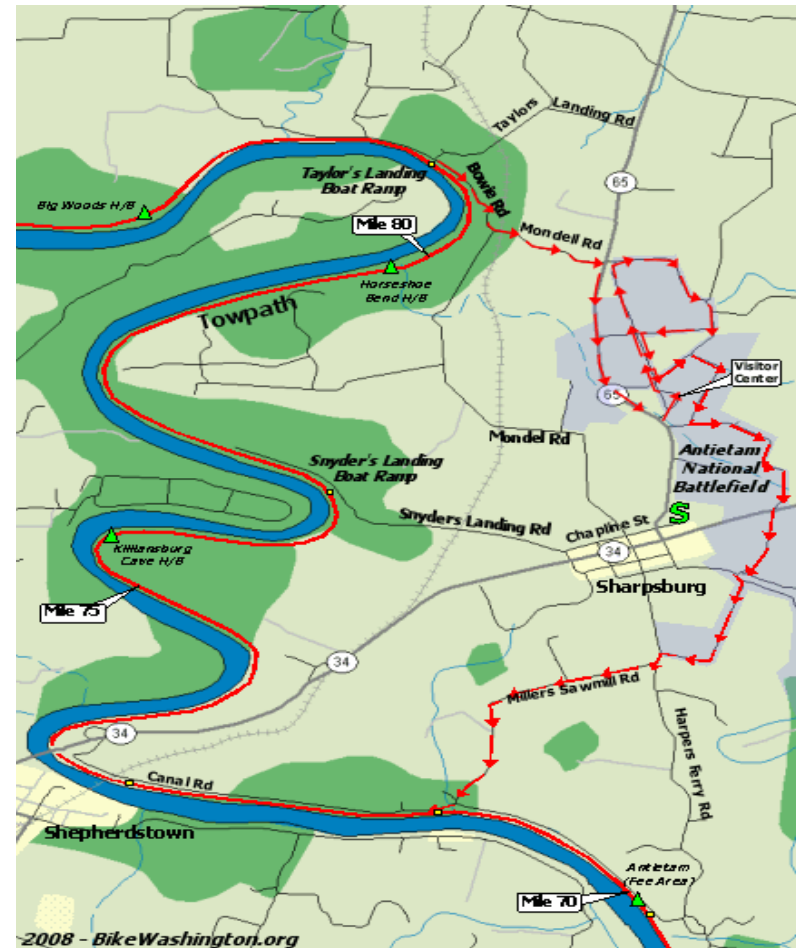 Taylors
Landing Rd
65
Taylor's Landing
Boat Ramp
Bowie Rd
Big Woods H/B
Mile 80
Mondell Rd
Horseshoe
Bend H/B
Towpath
Visitor
Center
65
Mondel Rd
Antietam
National
Battlefield
Snyder's Landing
Boat Ramp
Snyders Landing Rd
S
Chapline St
34
Killiansburg
Cave H/B
Sharpsburg
Mile 75
34
Millers Sawmill Rd
34
Harpers Ferry Rd
Canal Rd
Shepherdstown
Antietam
(Fee Area)
Mile 70
2008 - BikeWashington.org